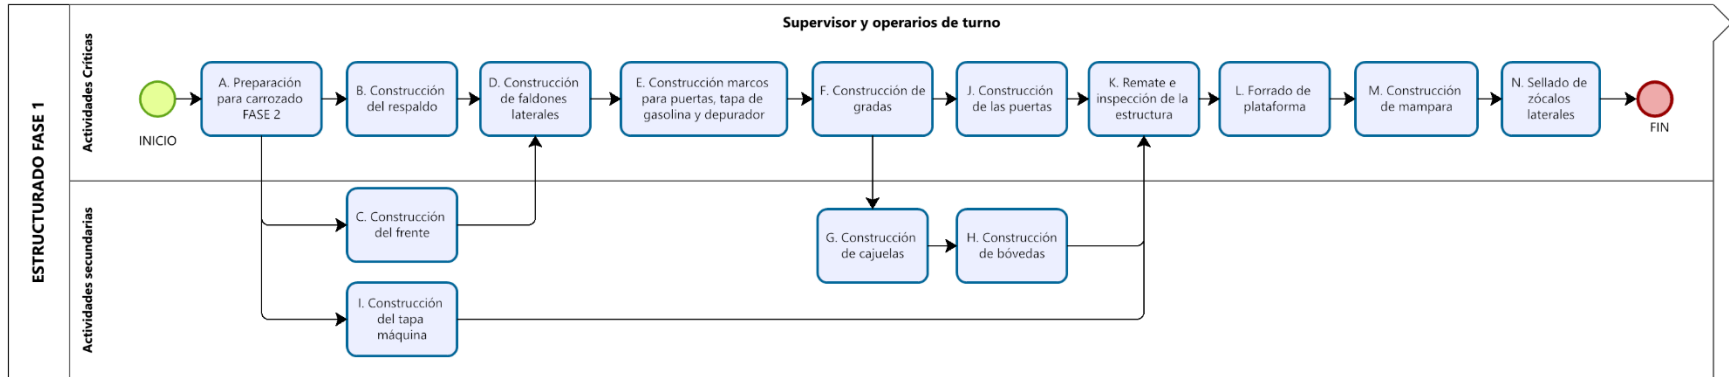 ESTRUCTURADO FASE 1
Supervisor y operarios de turno
Actividades Críticas
INICIO
A. Preparación
para carrozado
FASE 2
B. Construcción
del respaldo
D. Construcción
de faldones
laterales
E. Construcción marcos
para puertas, tapa de
gasolina y depurador
F. Construcción de
gradas
J. Construcción
de las puertas
K. Remate e
inspección de la
estructura
L. Forrado de
plataforma
M. Construcción
de mampara
N. Sellado de
zócalos
laterales
FIN
Actividades secundarias
C. Construcción
del frente
G. Construcción
de cajuelas
H. Construcción
de bóvedas
I. Construcción
del tapa
máquina